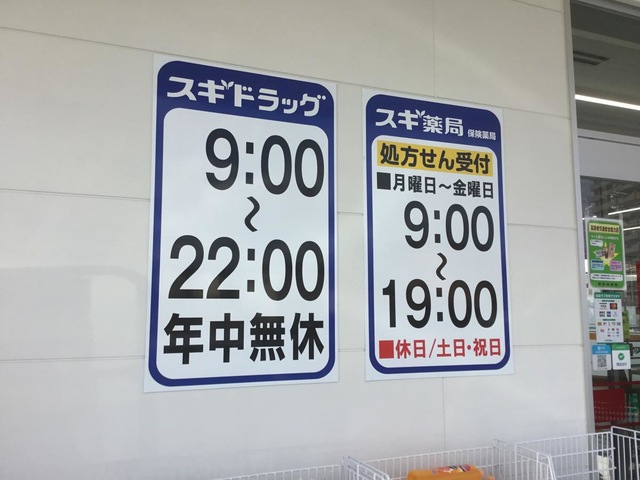 スギドラッグ
9:00
~
22:00
年中無休
スギ薬局 保険薬局
処方せん受付
■月曜日~金曜日
9:00
~
19:00
■休日/土日・祝日